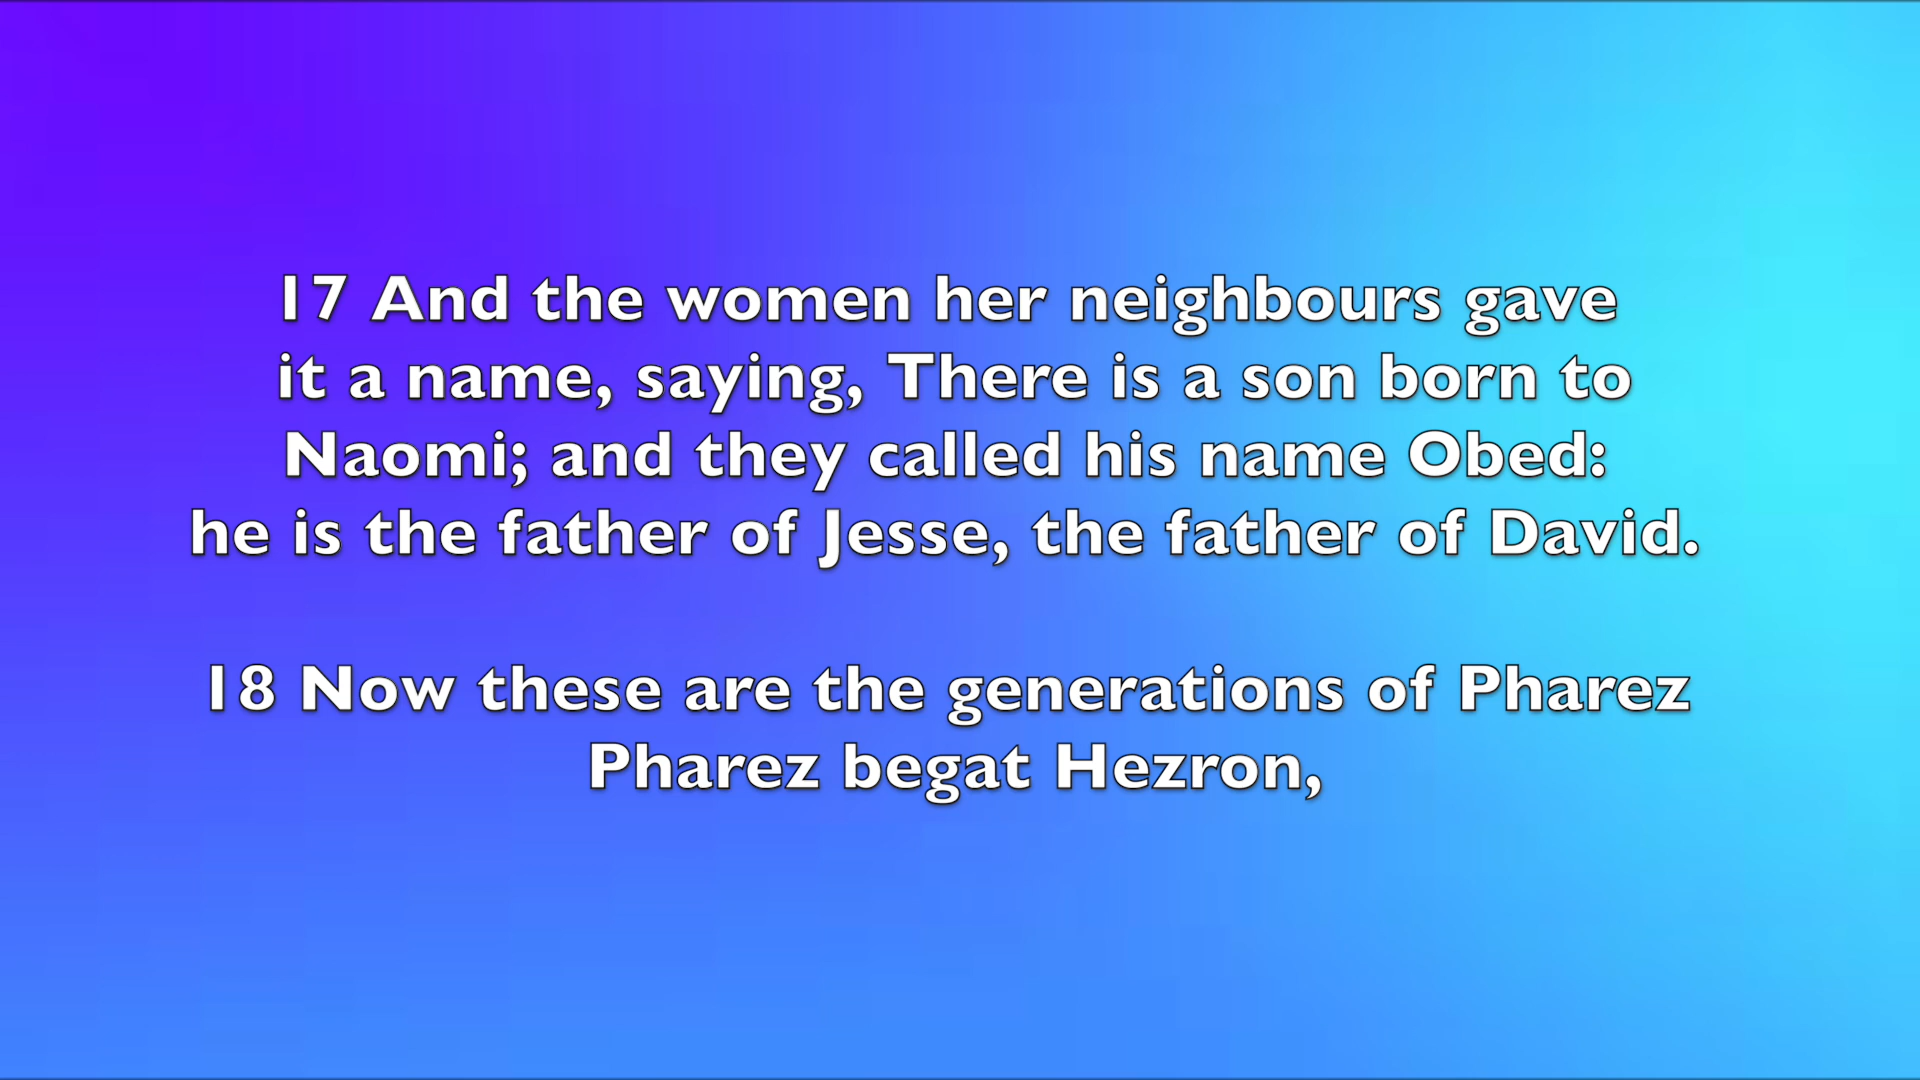 17 And the women her neighbours gave
it a name, saying, There is a son born to
Naomi; and they called his name Obed:
he is the father of Jesse, the father of David.
18 Now these are the generations of Pharez
Pharez begat Hezron,